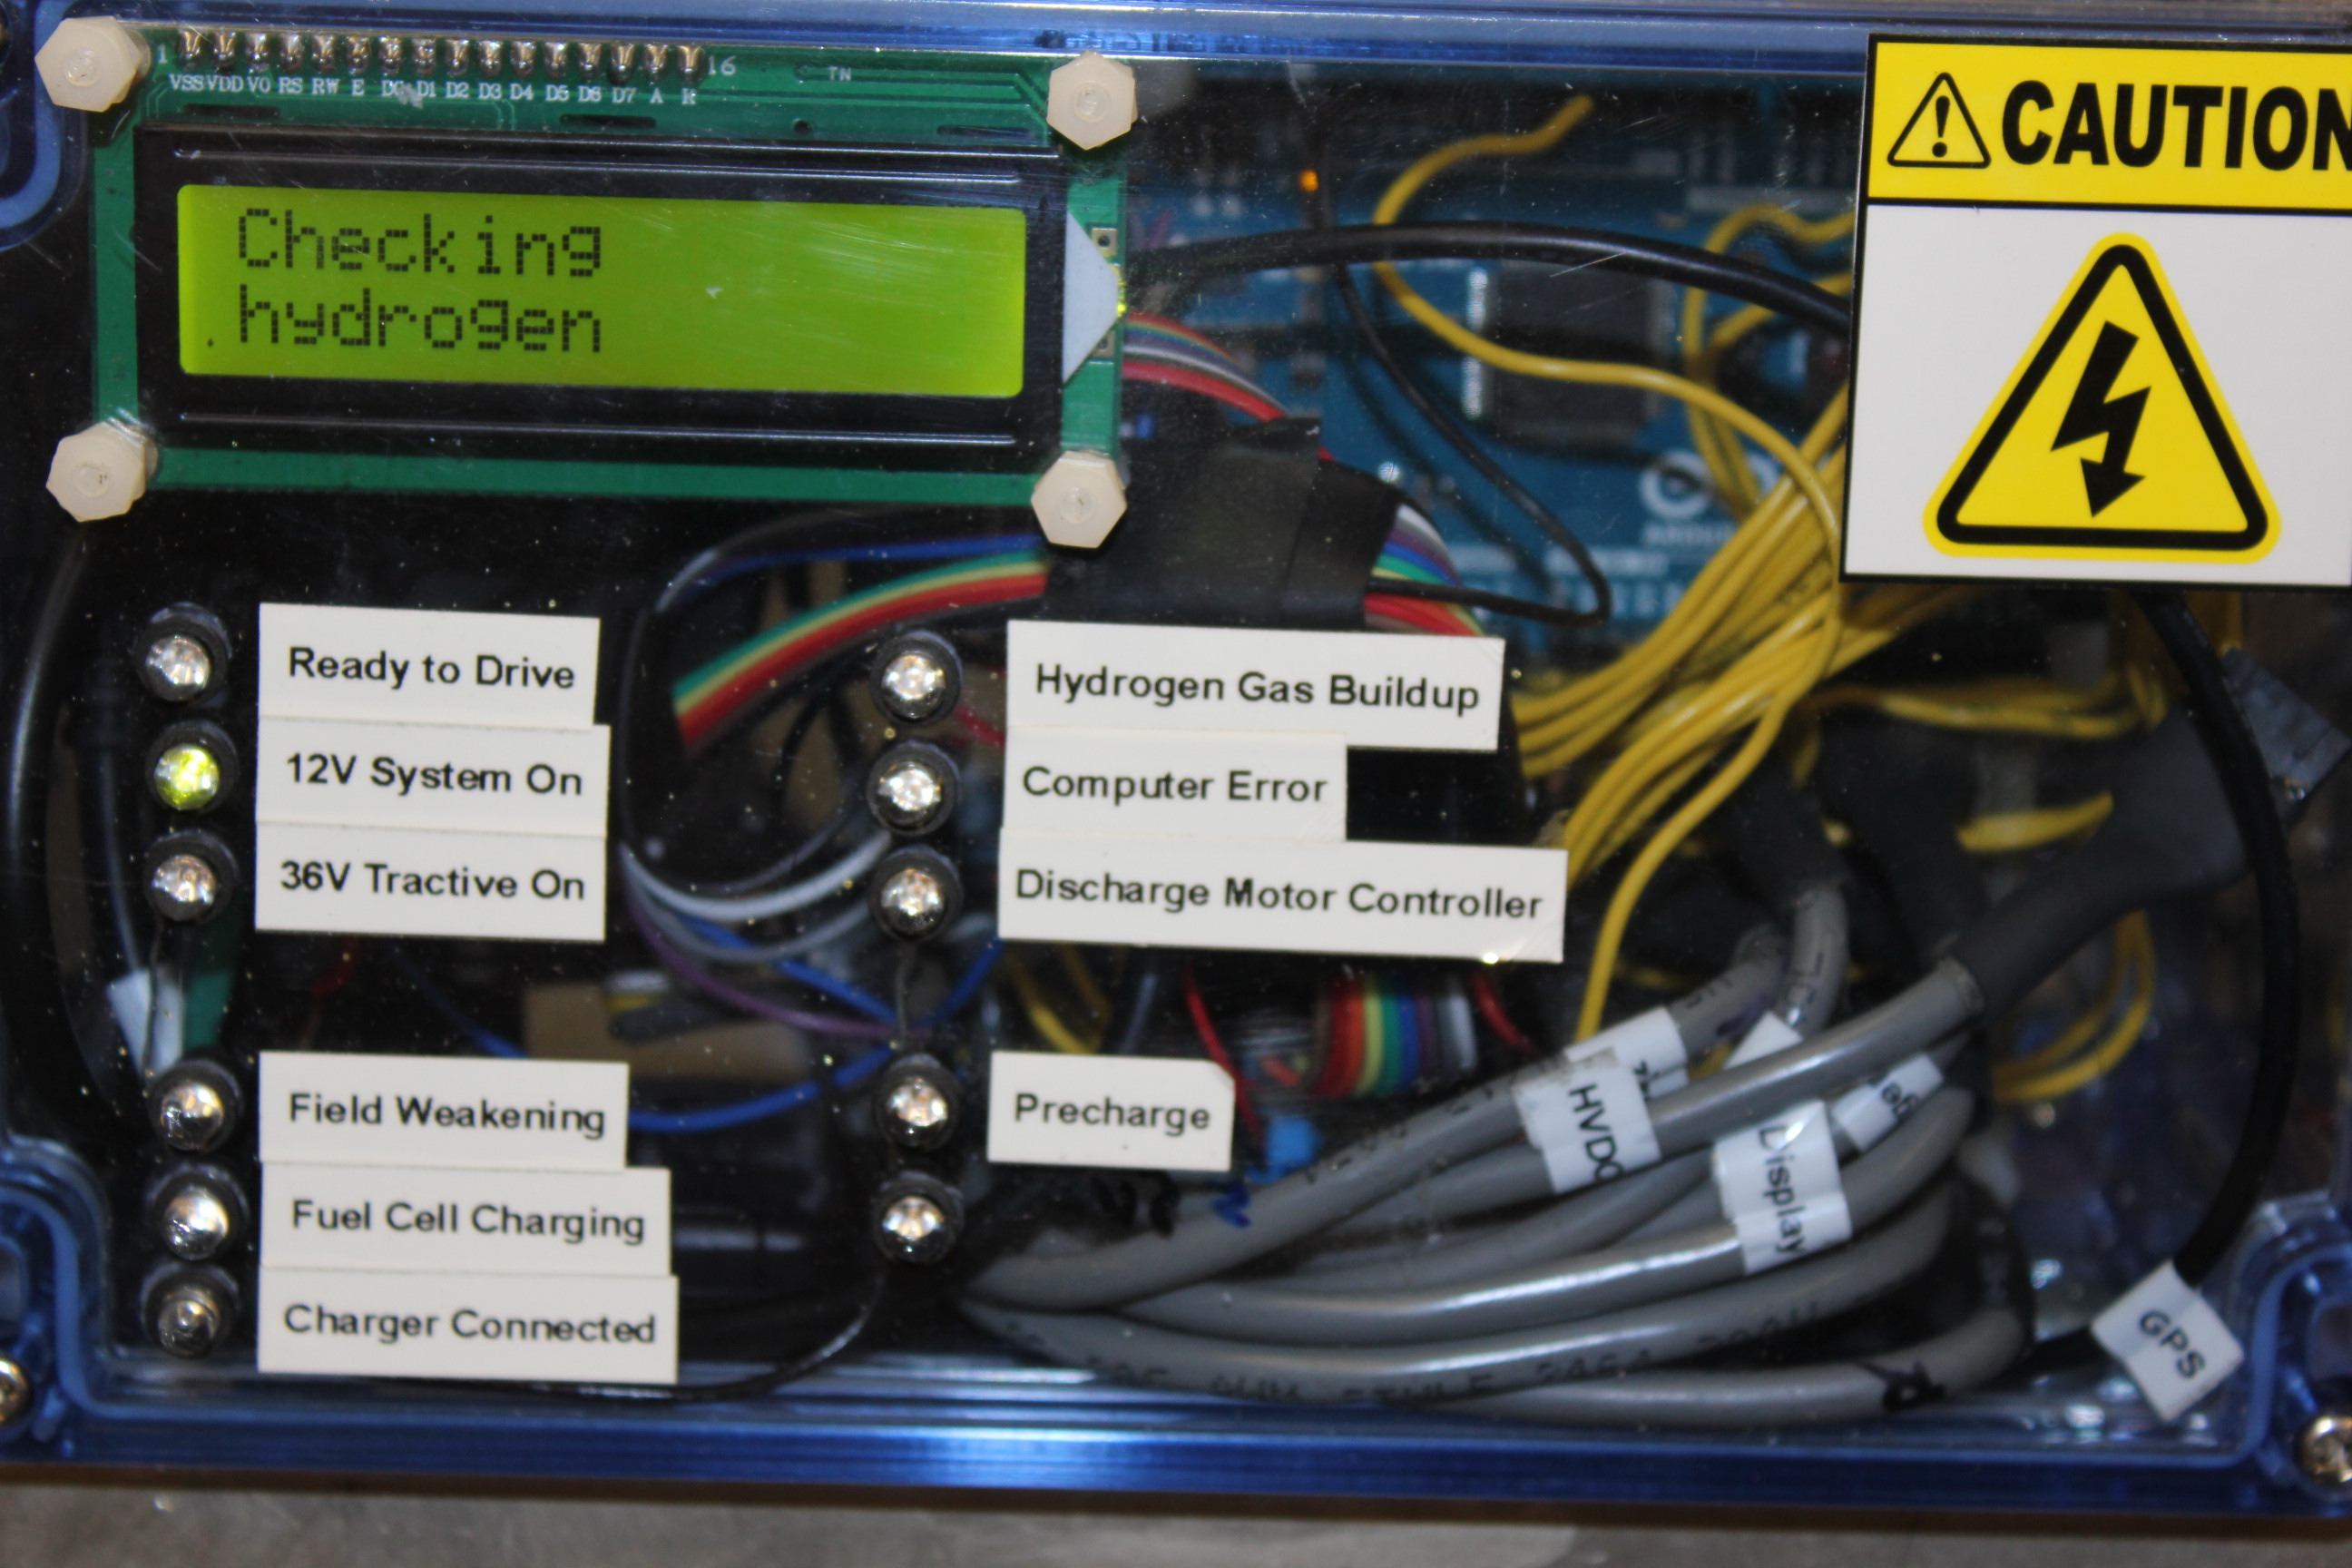 1 16 TN
VSS VDD V0 RS RW E D0 D1 D2 D3 D4 D5 D6 D7 A K
CAUTION
Checking
hydrogen
Ready to Drive
12V System On
36V Tractive On
Hydrogen Gas Buildup
Computer Error
Discharge Motor Controller
Field Weakening
Fuel Cell Charging
Charger Connected
Precharge
HVDC
Display
GPS